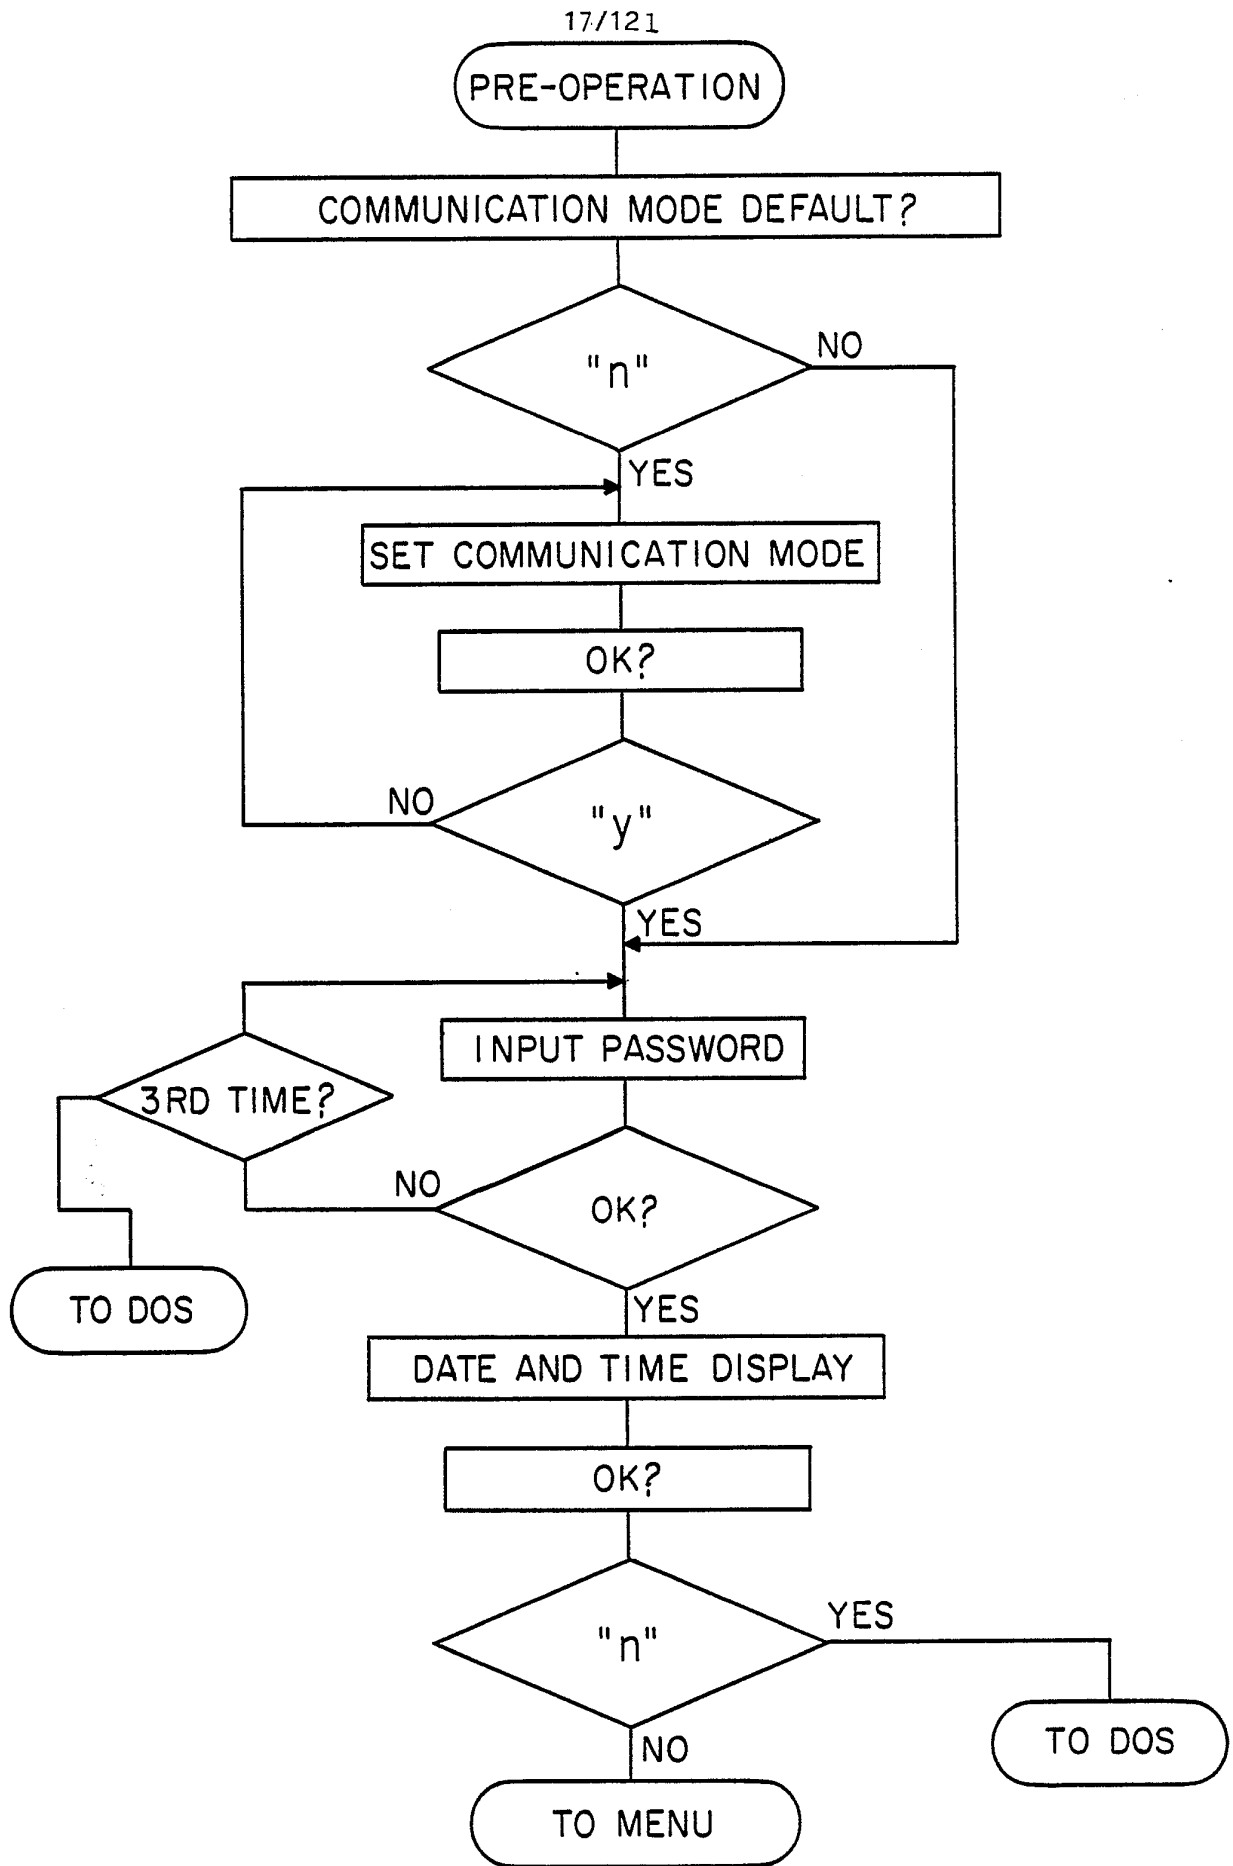 17/121
PRE-OPERATION
COMMUNICATION MODE DEFAULT?
"n"
NO
YES
SET COMMUNICATION MODE
OK?
NO
"y"
YES
INPUT PASSWORD
3RD TIME?
NO
OK?
TO DOS
YES
DATE AND TIME DISPLAY
OK?
YES
"n"
TO DOS
NO
TO MENU